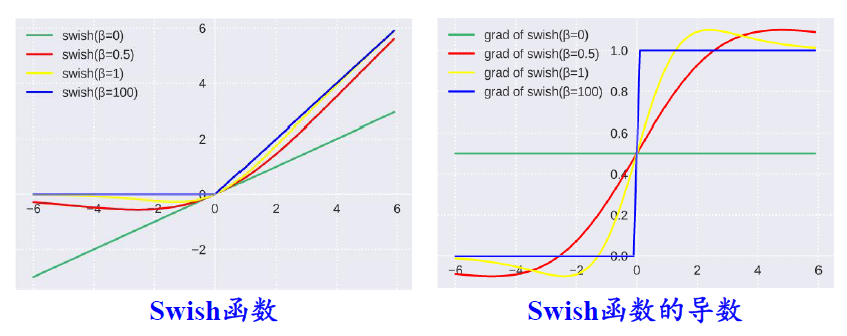 swish(β=0)
swish(β=0.5)
swish(β=1)
swish(β=100)
6
4
2
0
−2
−6
−4
−2
0
2
4
6
Swish函数
grad of swish(β=0)
grad of swish(β=0.5)
grad of swish(β=1)
grad of swish(β=100)
1.0
0.8
0.6
0.4
0.2
0.0
−6
−4
−2
0
2
4
6
Swish函数的导数